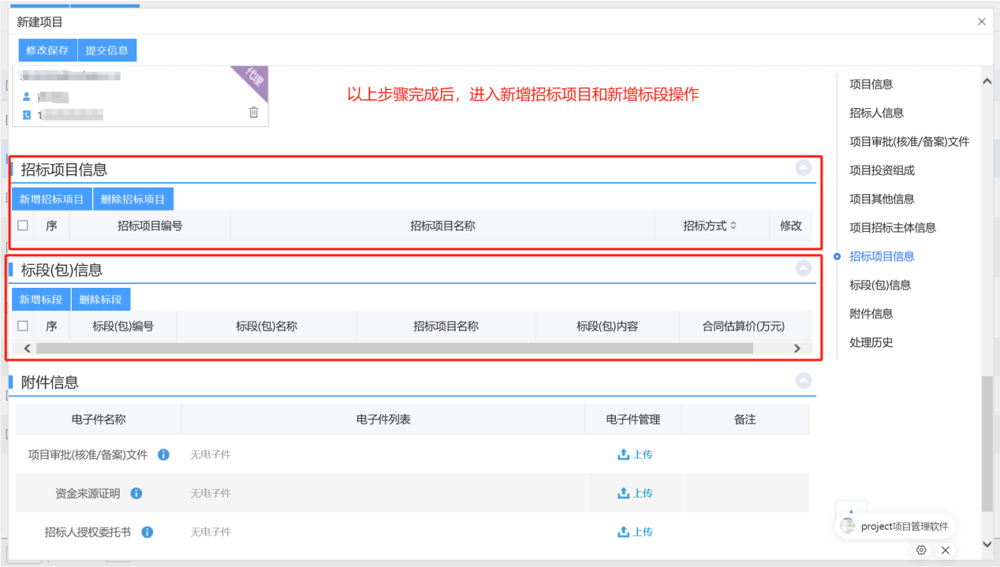 新建项目
修改保存 提交信息
代理
以上步骤完成后，进入新增招标项目和新增标段操作
1
招标项目信息
新增招标项目 删除招标项目
序 招标项目编号 招标项目名称 招标方式 修改
标段(包)信息
新增标段 删除标段
序 标段(包)编号 标段(包)名称 招标项目名称 标段(包)内容 合同估算价(万元)
附件信息
电子件名称 电子件列表 电子件管理 备注
项目审批(核准/备案)文件 无电子件 上传
资金来源证明 无电子件 上传
招标人授权委托书 无电子件 上传
项目信息
招标人信息
项目审批(核准/备案)文件
项目投资组成
项目其他信息
项目招标主体信息
招标项目信息
标段(包)信息
附件信息
处理历史
project项目管理软件